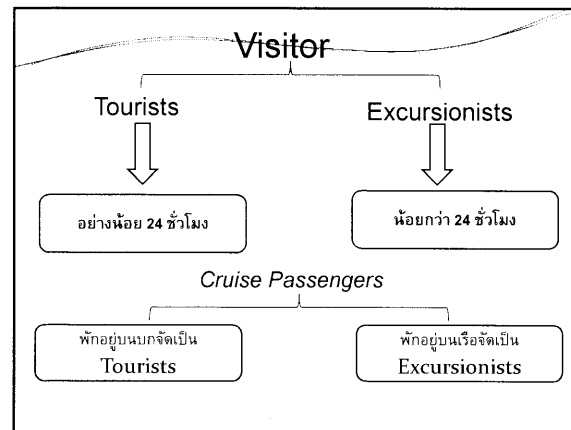 Visitor
Tourists
Excursionists
อย่างน้อย 24 ชั่วโมง
น้อยกว่า 24 ชั่วโมง
Cruise Passengers
พักอยู่บนบกจัดเป็น
Tourists
พักอยู่บนเรือจัดเป็น
Excursionists